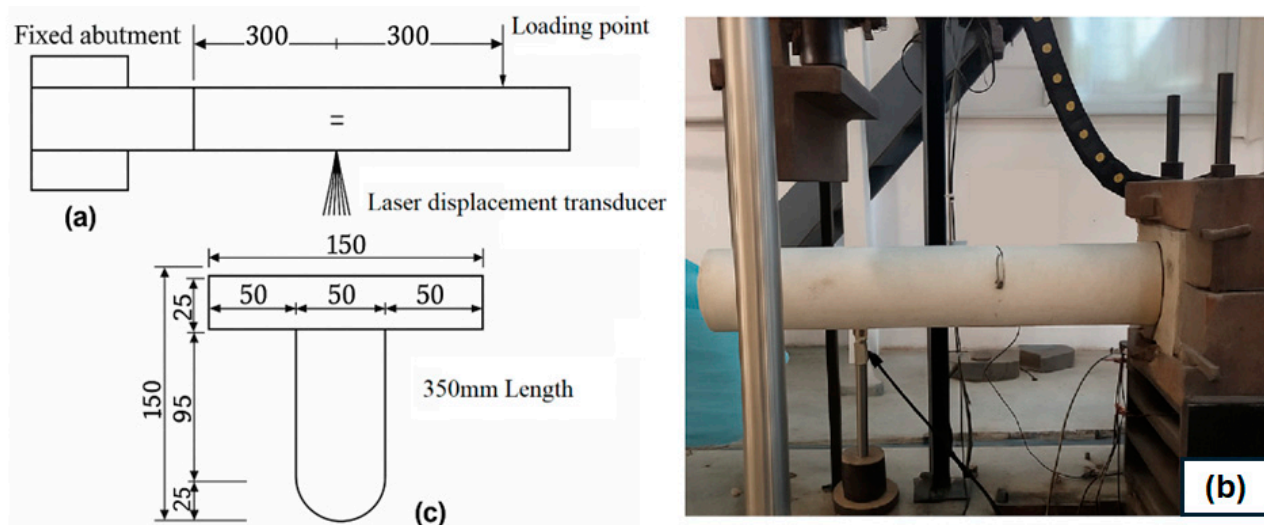 Fixed abutment
300
300
Loading point
=
(a)
Laser displacement transducer
150
50
50
50
25
150
95
25
350mm Length
(c)
(b)